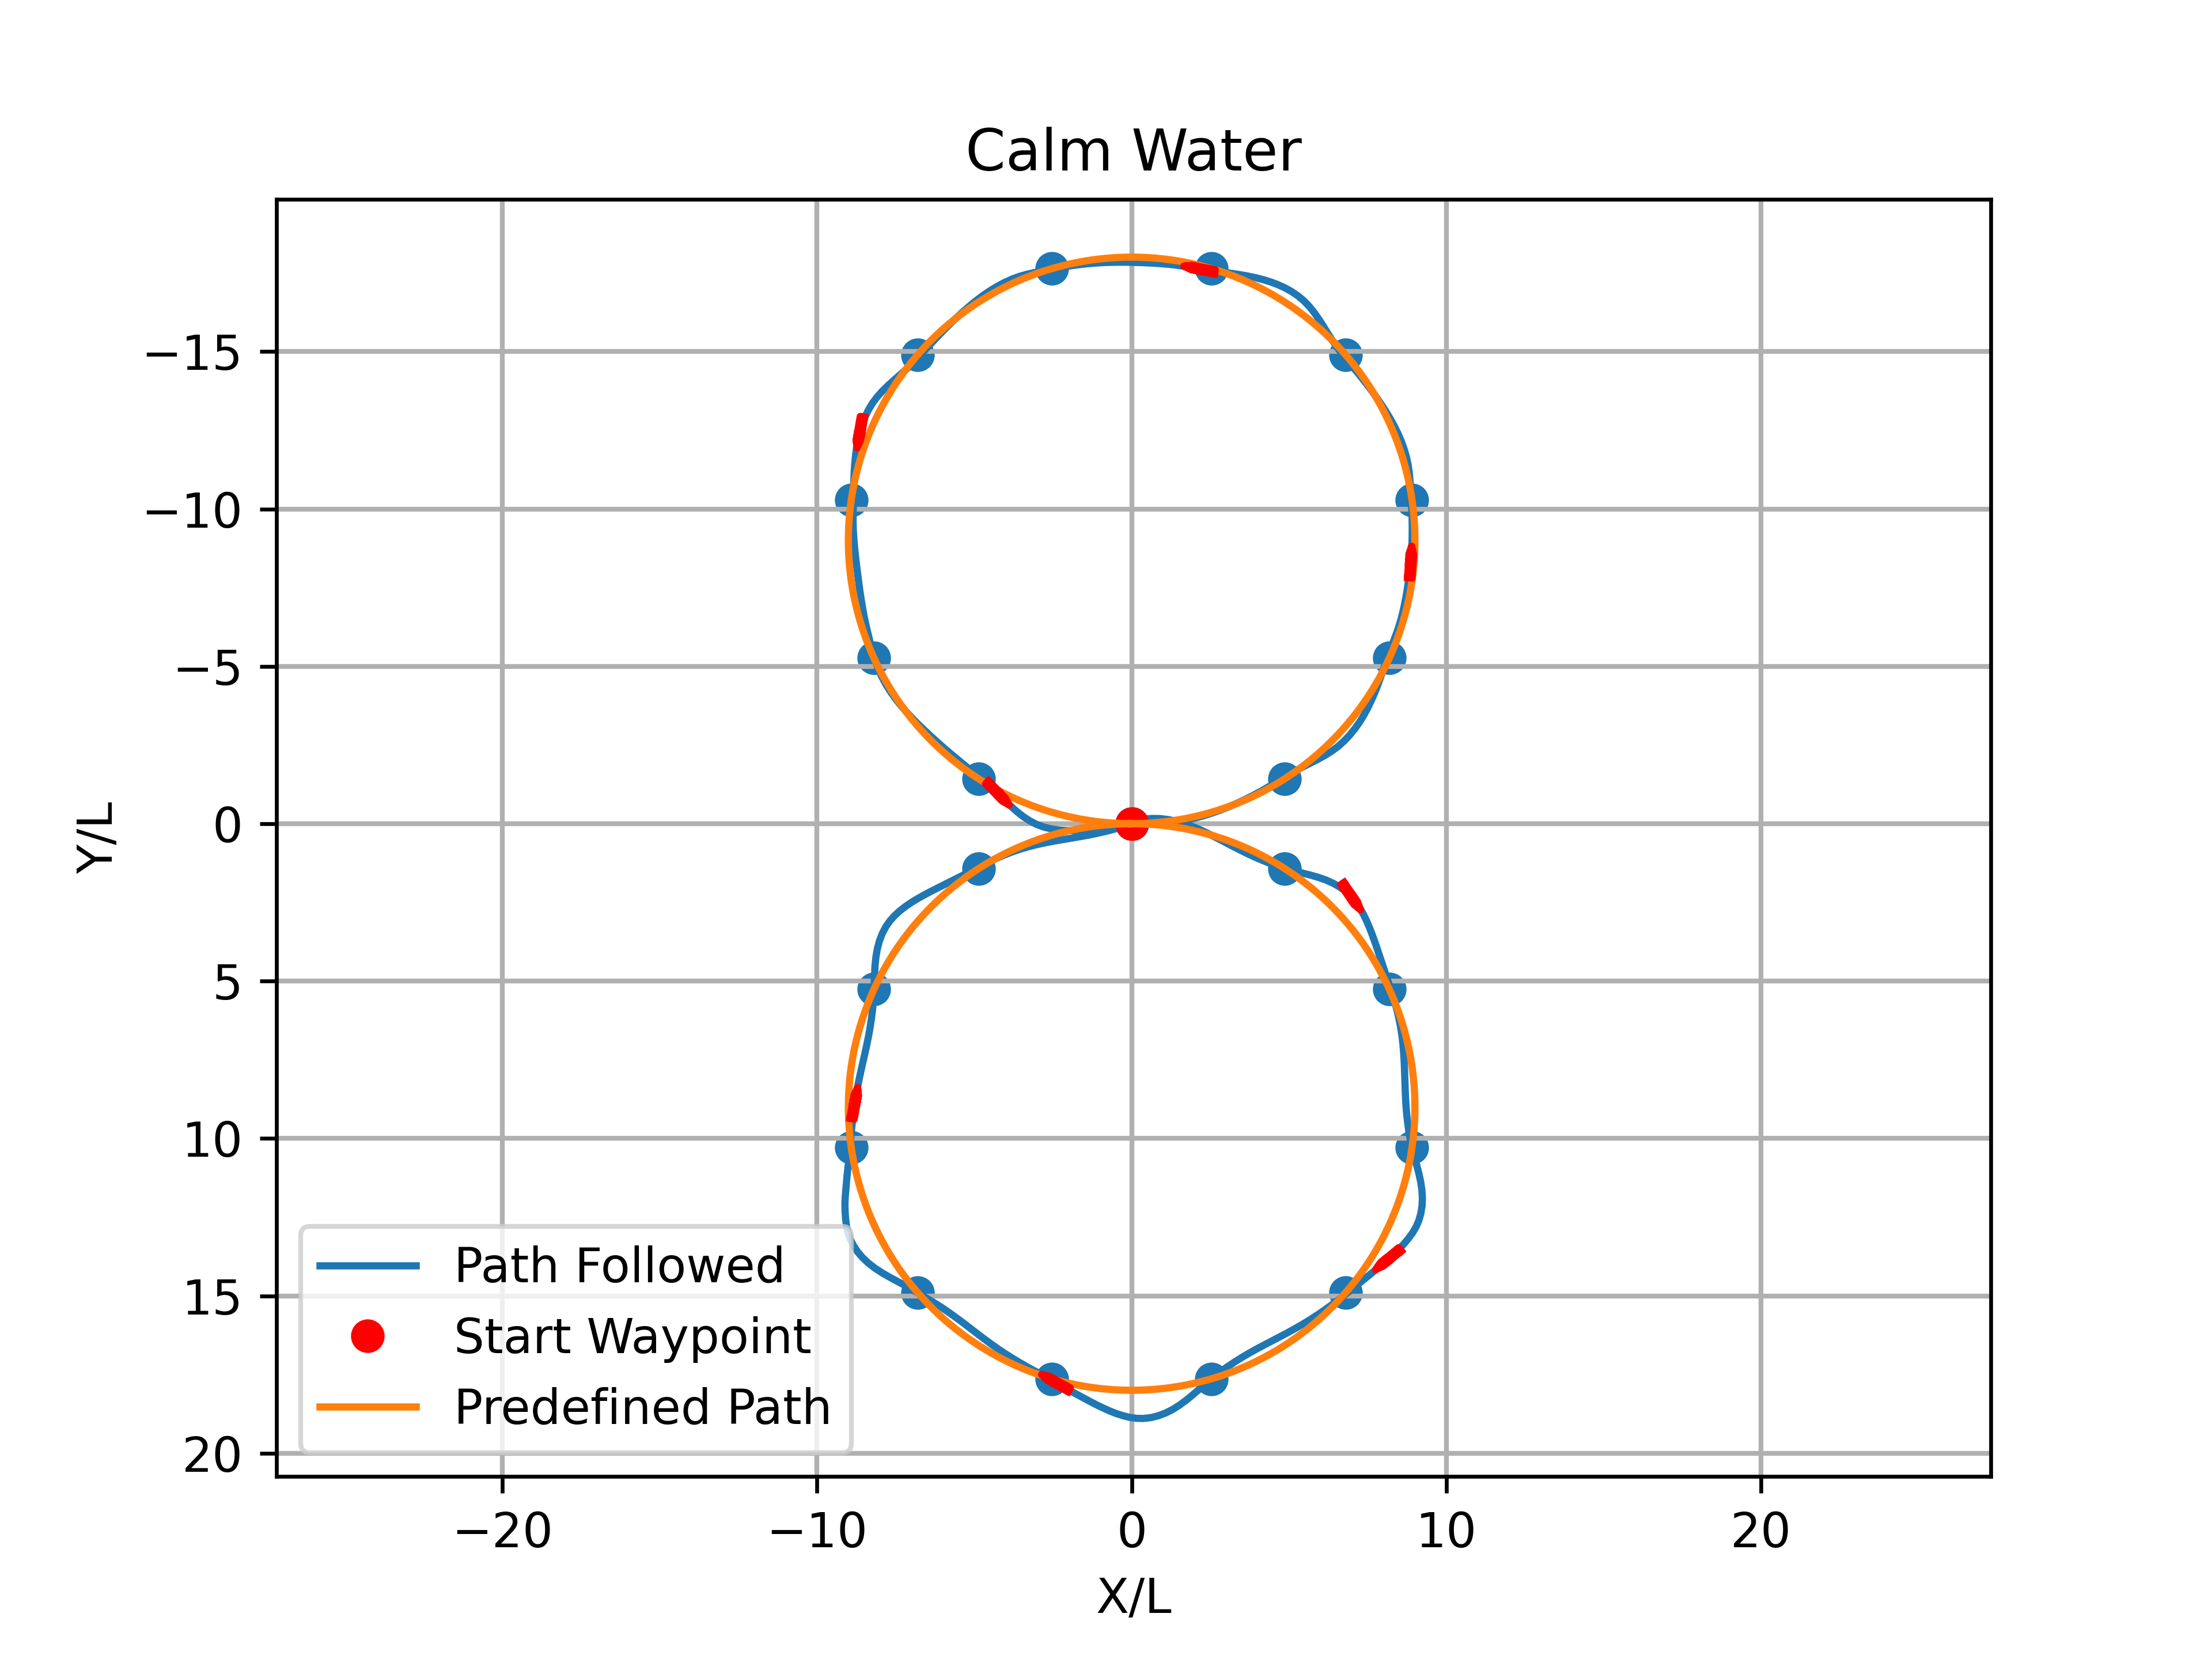 Calm Water
−15
−10
−5
0
5
10
15
20
Y/L
Path Followed
Start Waypoint
Predefined Path
−20
−10
0
10
20
X/L